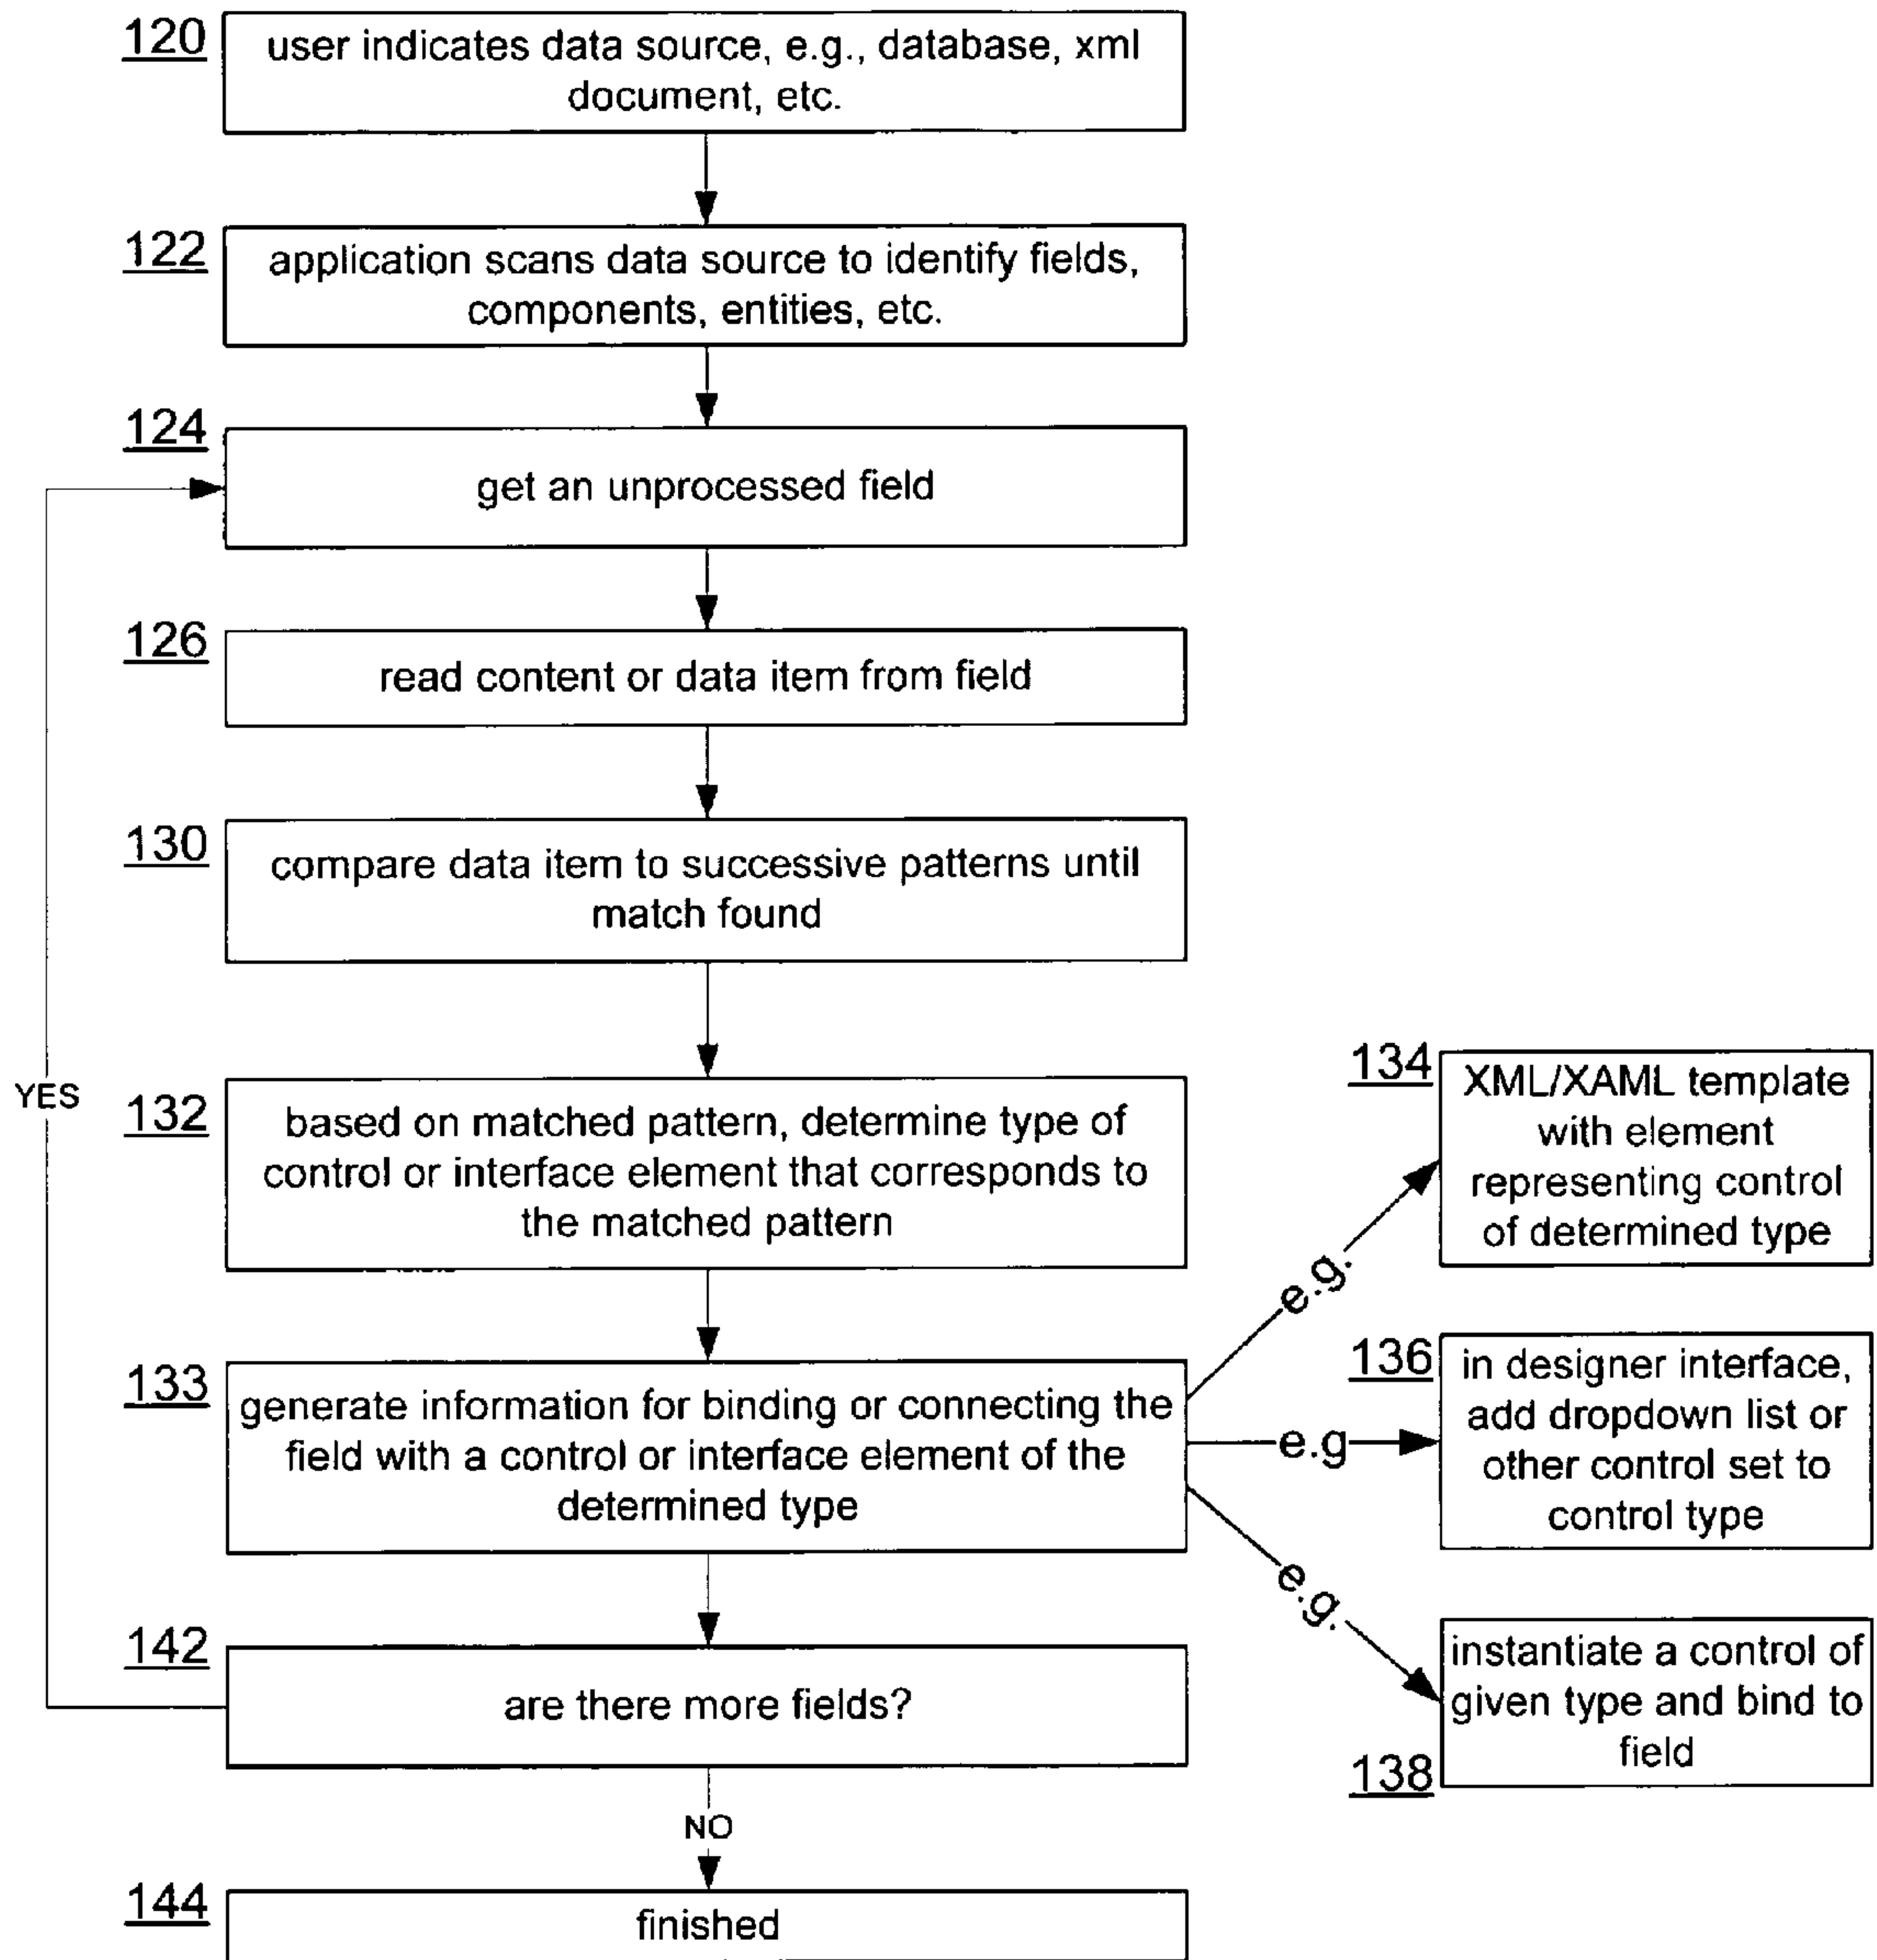 120
user indicates data source, e.g., database, xml
document, etc.
122
application scans data source to identify fields,
components, entities, etc.
124
get an unprocessed field
126
read content or data item from field
130
compare data item to successive patterns until
match found
YES
132
based on matched pattern, determine type of
control or interface element that corresponds to
the matched pattern
133
generate information for binding or connecting the
field with a control or interface element of the
determined type
e.g.
134
XML/XAML template
with element
representing control
of determined type
e.g
136
in designer interface,
add dropdown list or
other control set to
control type
e.g.
138
instantiate a control of
given type and bind to
field
142
are there more fields?
NO
144
finished